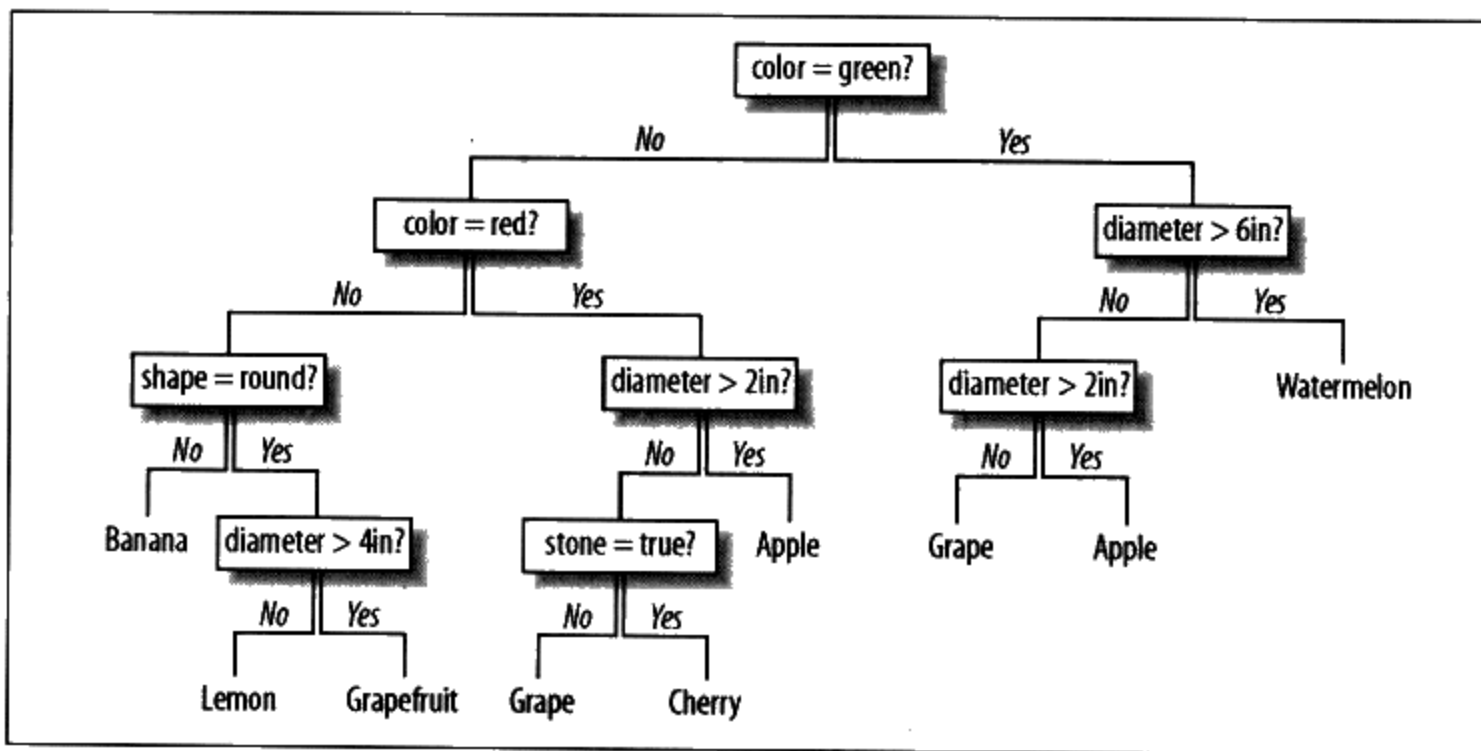 color = green?
No
Yes
color = red?
diameter > 6in?
No
Yes
No
Yes
shape = round?
diameter > 2in?
diameter > 2in?
Watermelon
No
Yes
No
Yes
No
Yes
Banana
diameter > 4in?
stone = true?
Apple
Grape
Apple
No
Yes
No
Yes
Lemon
Grapefruit
Grape
Cherry